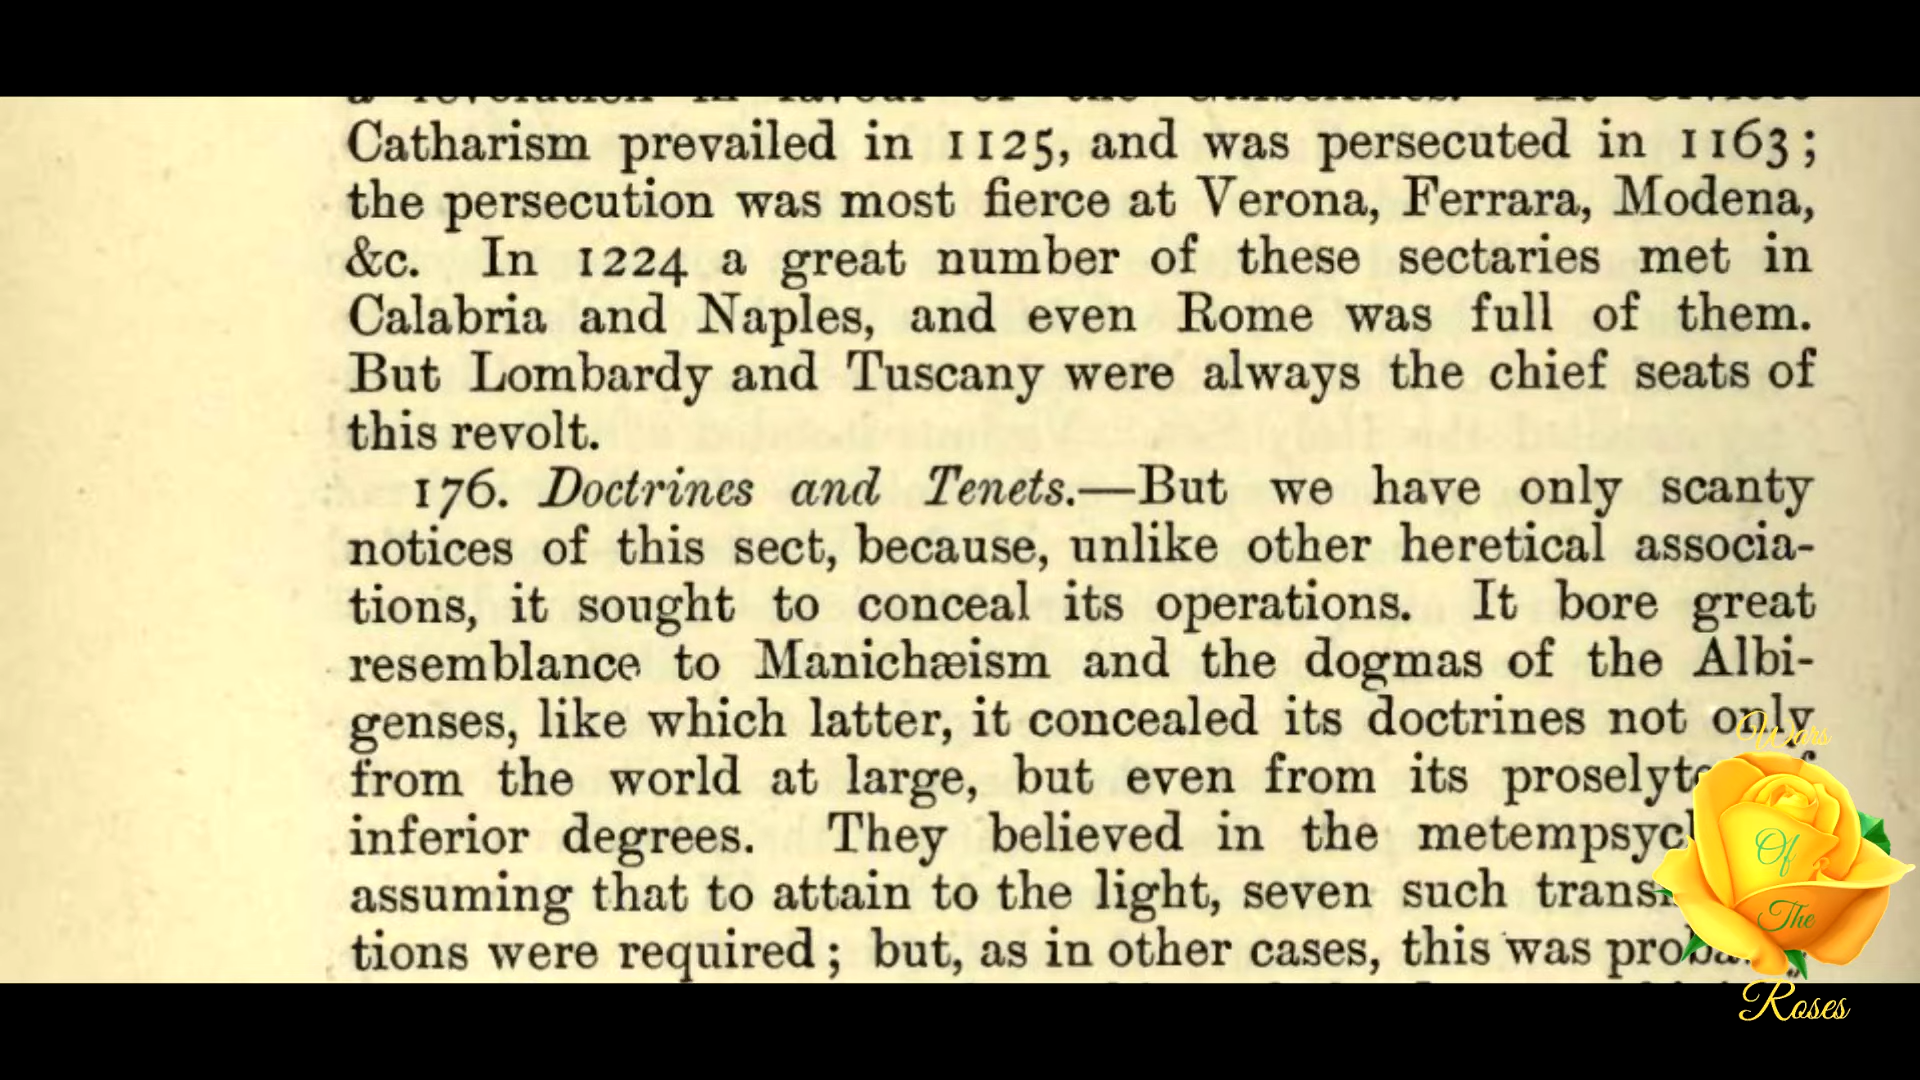 Catharism prevailed in 1125, and was persecuted in 1163;
the persecution was most fierce at Verona, Ferrara, Modena,
&c. In 1224 a great number of these sectaries met in
Calabria and Naples, and even Rome was full of them.
But Lombardy and Tuscany were always the chief seats of
this revolt.
176. Doctrines and Tenets.—But we have only scanty
notices of this sect, because, unlike other heretical associa-
tions, it sought to conceal its operations. It bore great
resemblance to Manichæism and the dogmas of the Albi-
genses, like which latter, it concealed its doctrines not only
from the world at large, but even from its
inferior degrees. They believed in the
assuming that to attain to the light, seven such
tions were required; but, as in other cases, this was
Wars
Of
The
Roses